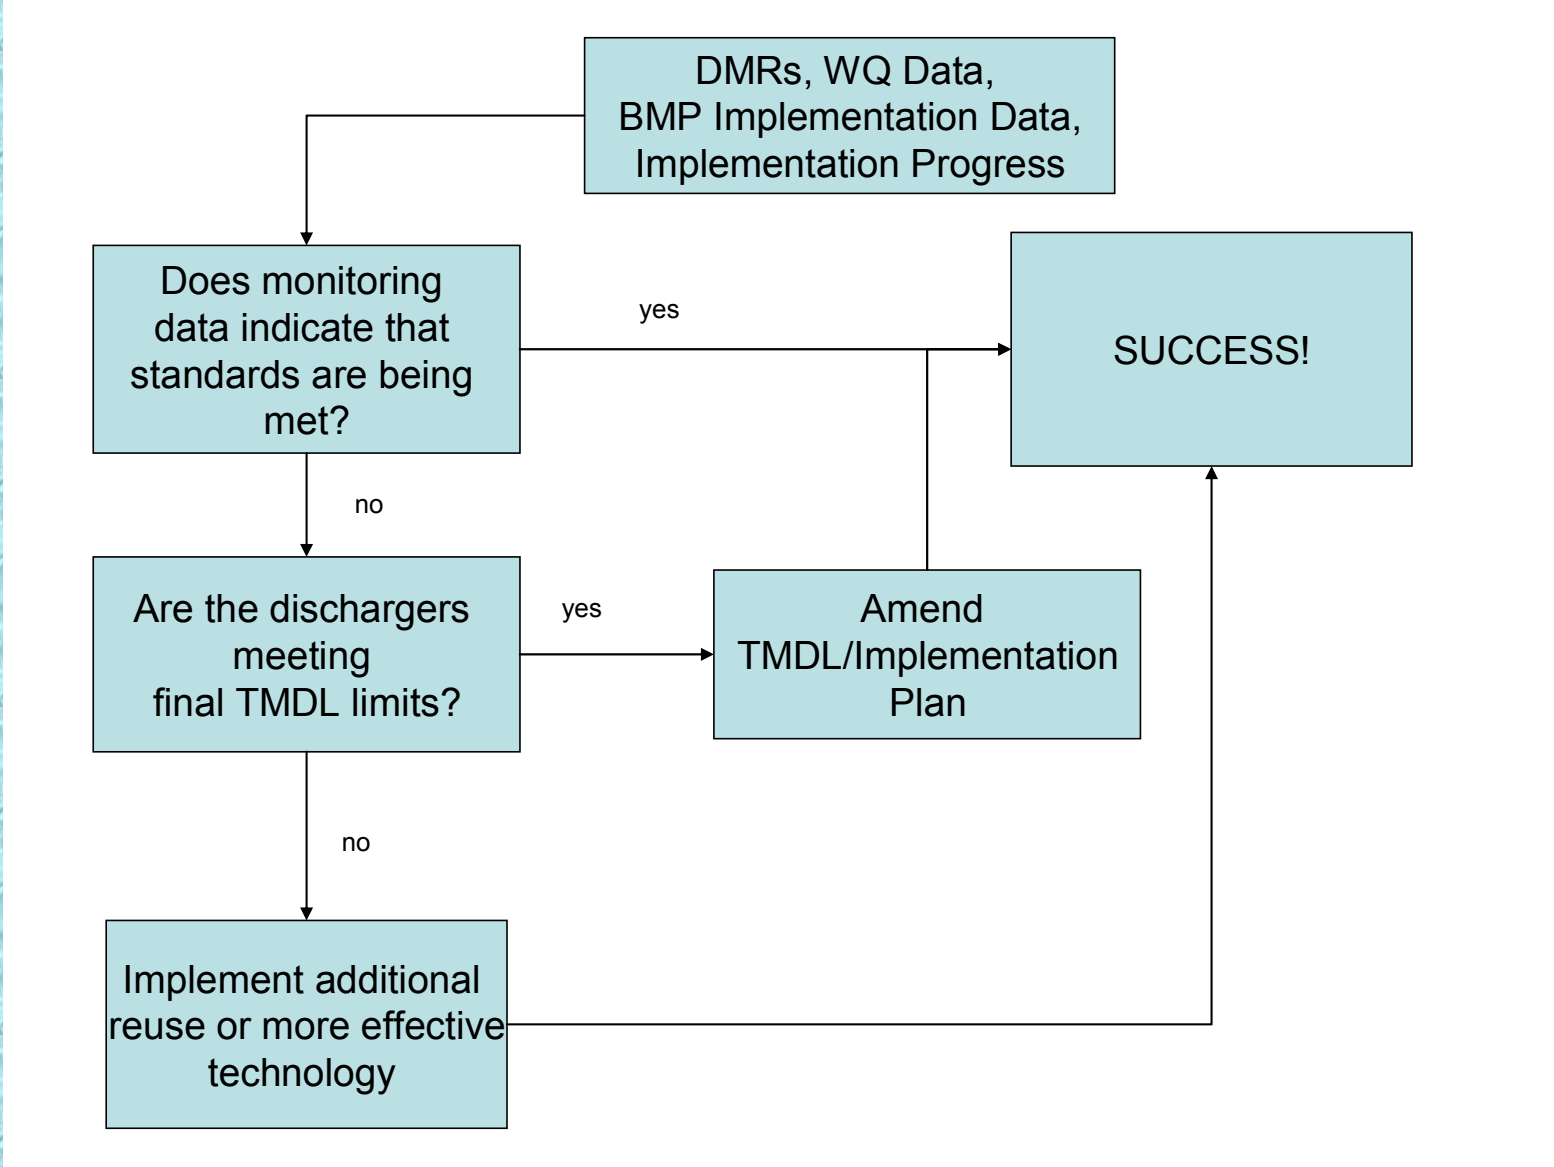 DMRs, WQ Data,
BMP Implementation Data,
Implementation Progress
Does monitoring
data indicate that
standards are being
met?
yes
SUCCESS!
no
Are the dischargers
meeting
final TMDL limits?
yes
Amend
TMDL/Implementation
Plan
no
Implement additional
reuse or more effective
technology